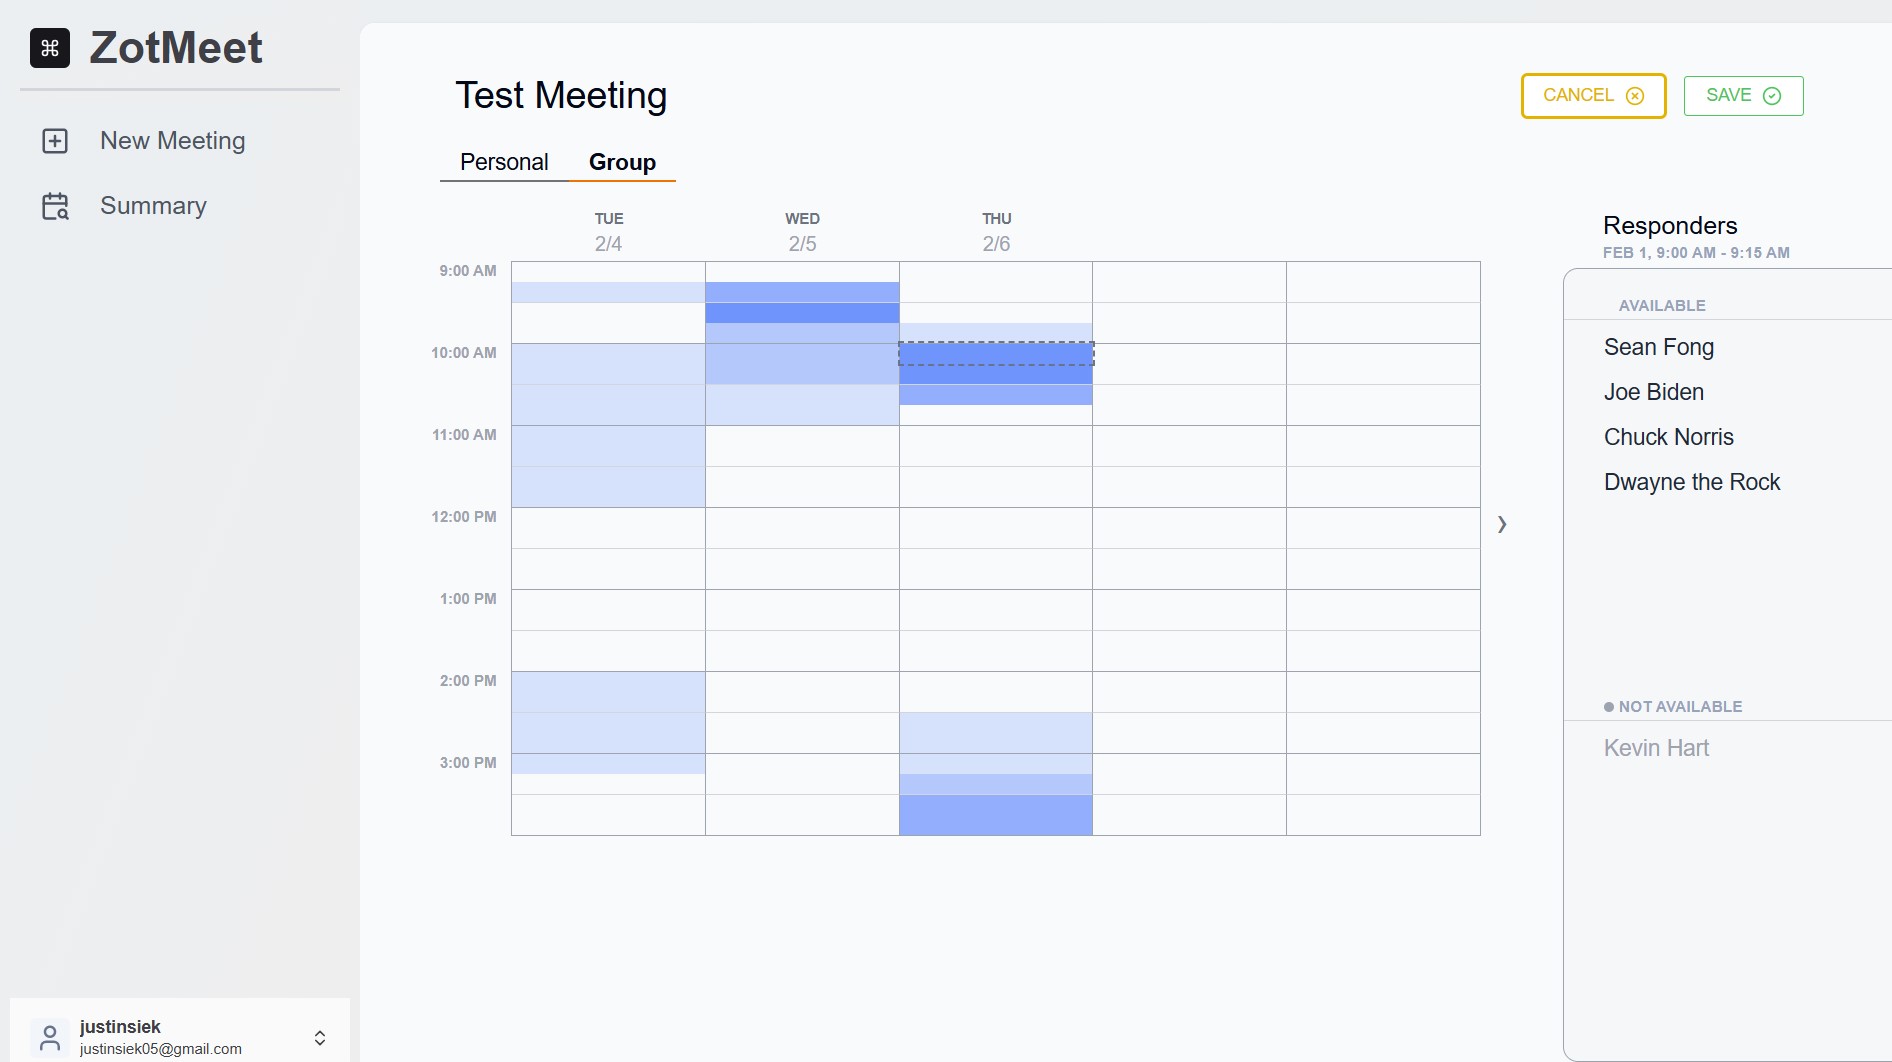 ZotMeet
New Meeting
Summary
Test Meeting
CANCEL
SAVE
Personal
Group
TUE
WED
THU
2/4
2/5
2/6
9:00 AM
10:00 AM
11:00 AM
12:00 PM
1:00 PM
2:00 PM
3:00 PM
Responders
FEB 1, 9:00 AM - 9:15 AM
AVAILABLE
Sean Fong
Joe Biden
Chuck Norris
Dwayne the Rock
NOT AVAILABLE
Kevin Hart
justinsiek
justinsiek05@gmail.com